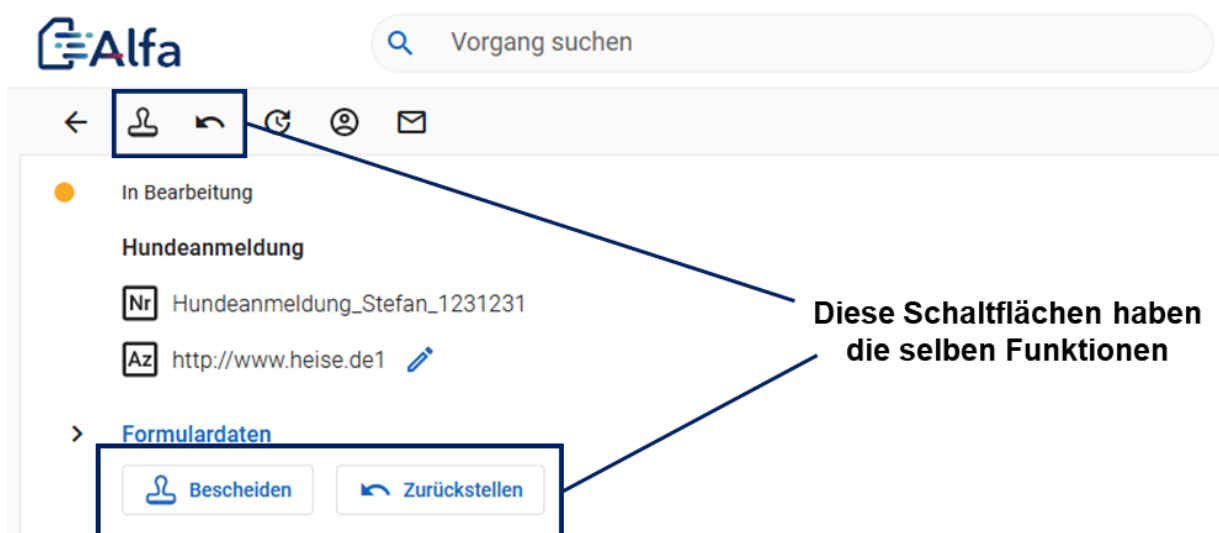 Alfa
Vorgang suchen
In Bearbeitung
Hundeanmeldung
Nr Hundeanmeldung_Stefan_1231231
Az http://www.heise.de1
Diese Schaltflächen haben
die selben Funktionen
Formulardaten
Bescheiden Zurückstellen